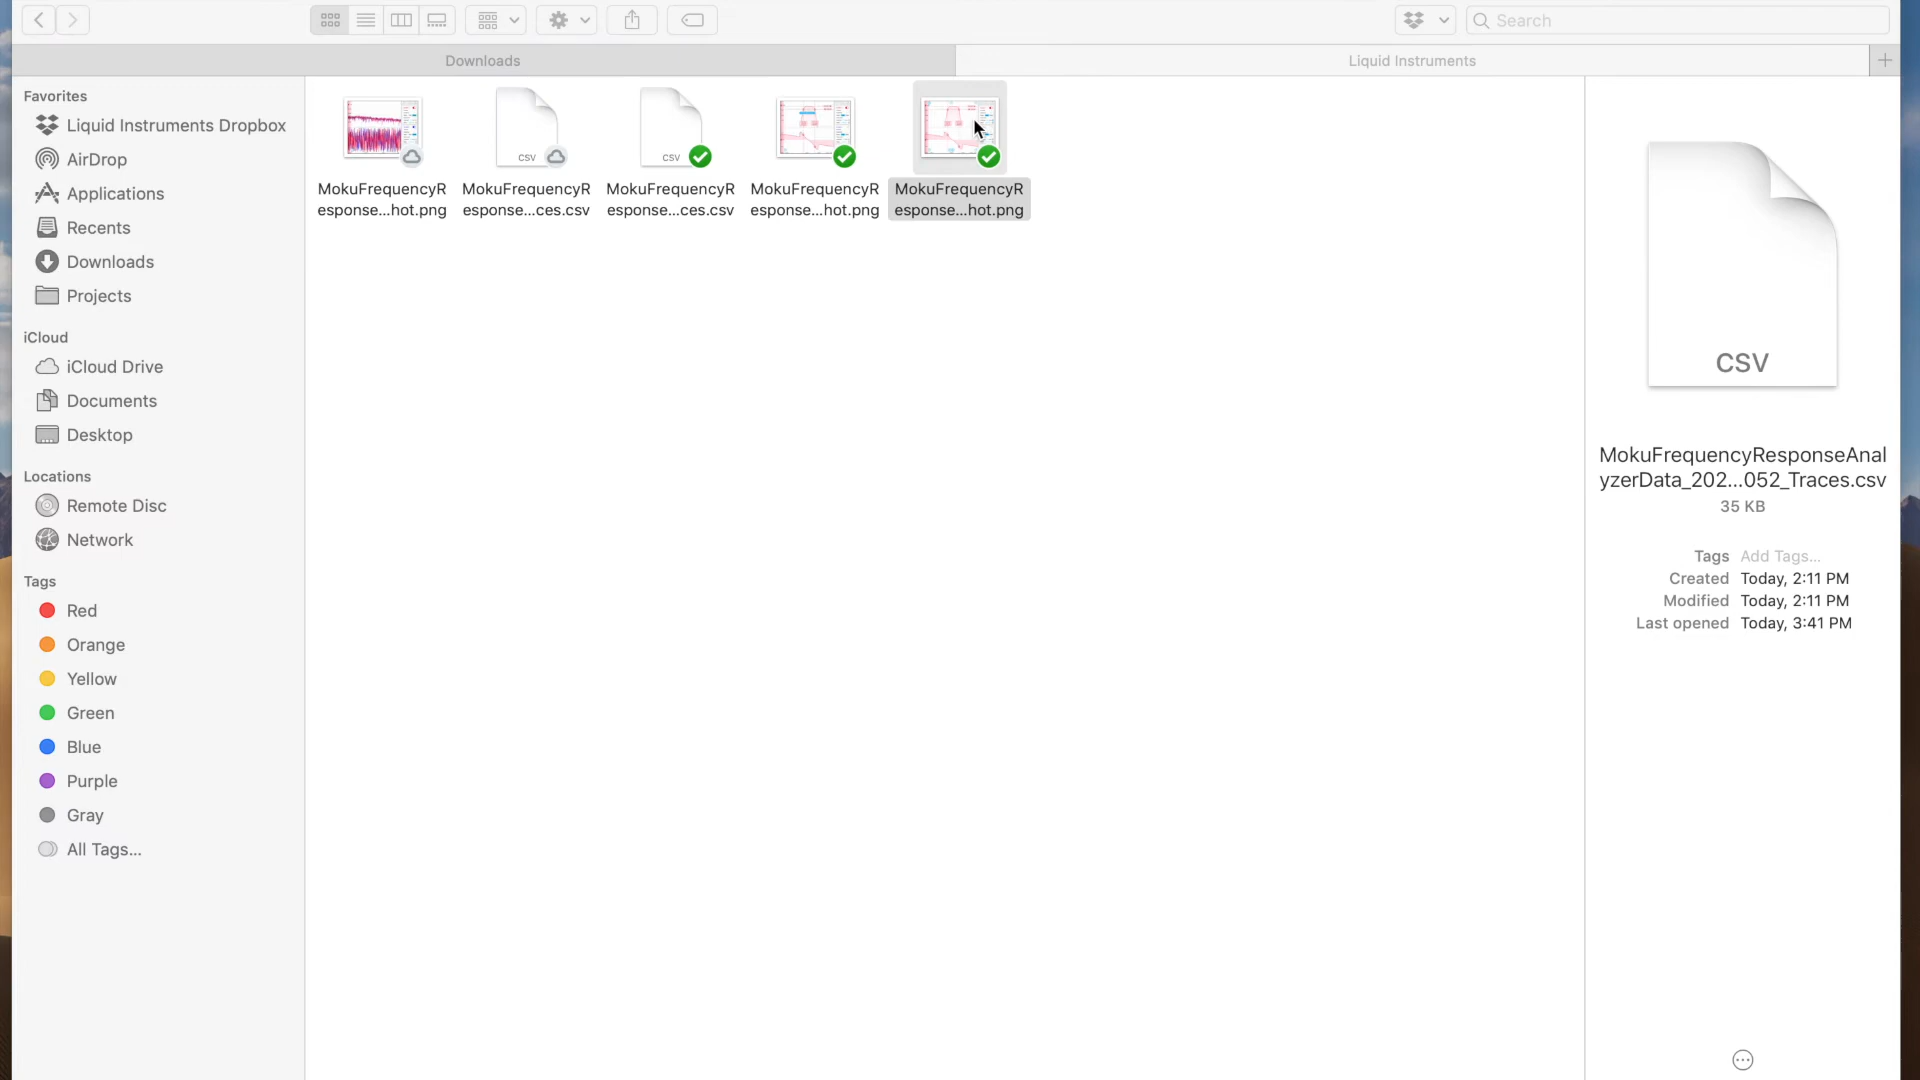 Search
Downloads
Liquid Instruments
Favorites
Liquid Instruments Dropbox
AirDrop
Applications
Recents
Downloads
Projects
iCloud
iCloud Drive
Documents
Desktop
Locations
Remote Disc
Network
Tags
Red
Orange
Yellow
Green
Blue
Purple
Gray
All Tags...
CSV
CSV
MokuFrequencyR
esponse...hot.png
MokuFrequencyR
esponse...ces.csv
MokuFrequencyR
esponse...ces.csv
MokuFrequencyR
esponse...hot.png
MokuFrequencyR
esponse...hot.png
CSV
MokuFrequencyResponseAnal
yzerData_202...052_Traces.csv
35 KB
Tags Add Tags...
Created Today, 2:11 PM
Modified Today, 2:11 PM
Last opened Today, 3:41 PM